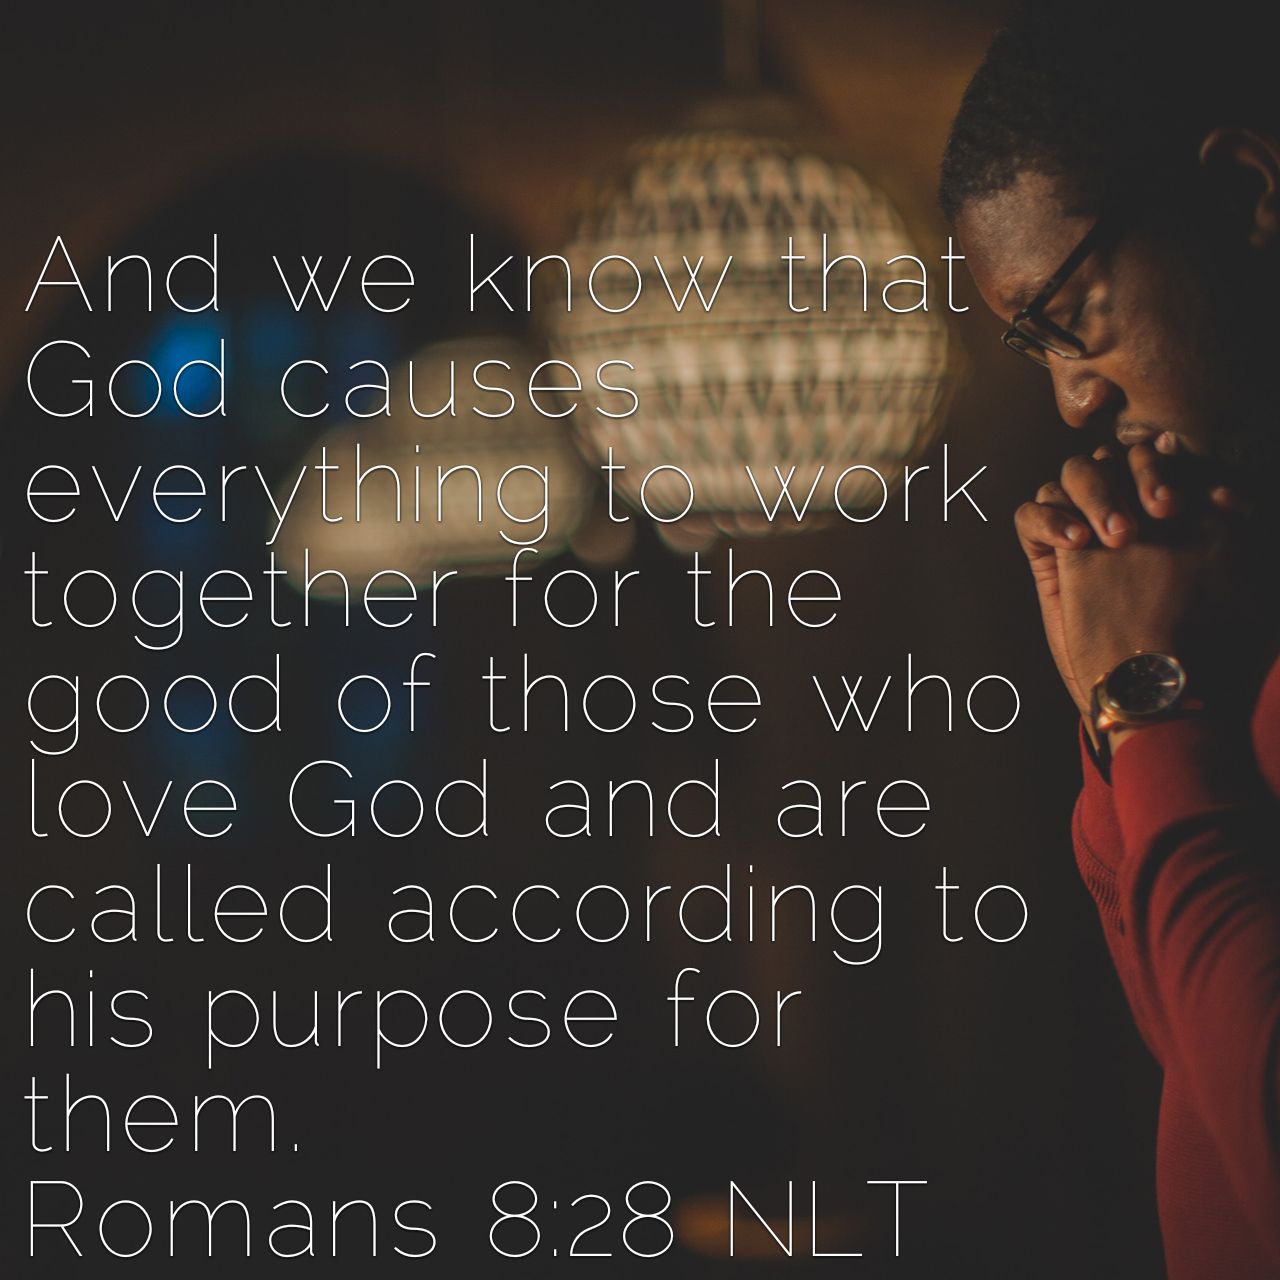 And we know that
God causes
everything to work
together for the
good of those who
love God and are
called according to
his purpose for
them.
Romans 8:28 NLT